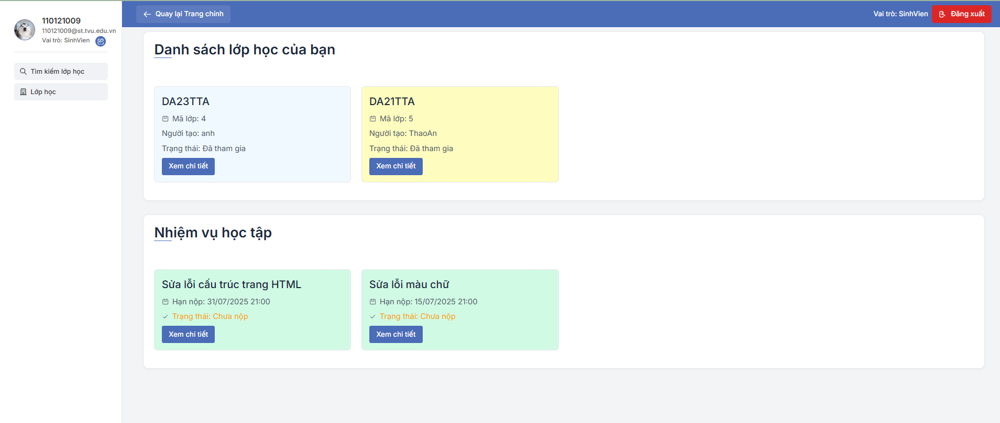 110121009
110121009@st.tvu.edu.vn
Vai trò: SinhVien
Tìm kiếm lớp học
Lớp học
Quay lại Trang chính
Vai trò: SinhVien
Đăng xuất
Danh sách lớp học của bạn
DA23TTA
Mã lớp: 4
Người tạo: anh
Trạng thái: Đã tham gia
Xem chi tiết
DA21TTA
Mã lớp: 5
Người tạo: ThaoAn
Trạng thái: Đã tham gia
Xem chi tiết
Nhiệm vụ học tập
Sửa lỗi cấu trúc trang HTML
Hạn nộp: 31/07/2025 21:00
Trạng thái: Chưa nộp
Xem chi tiết
Sửa lỗi màu chữ
Hạn nộp: 15/07/2025 21:00
Trạng thái: Chưa nộp
Xem chi tiết